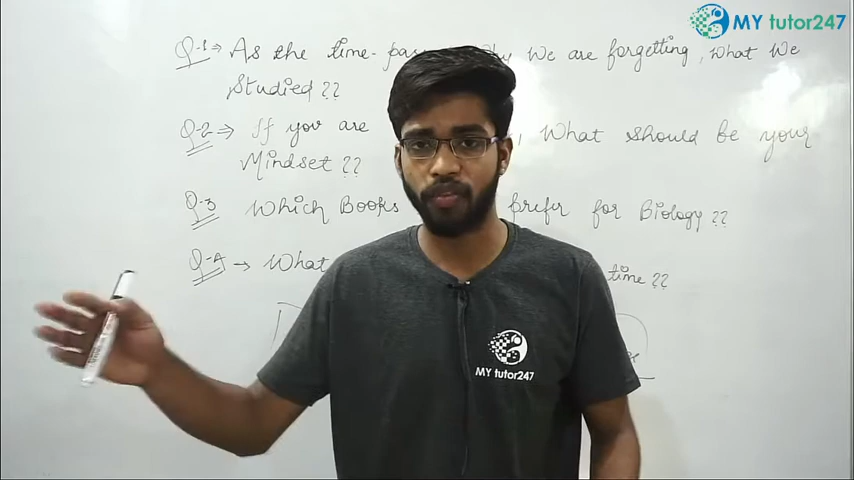 MY tutor247
Q-1 → As the time-pas we are forgetting, what we
Studied ??
Q-2 → If you are , What should be your
Mindset ??
Q-3 Which Books prefr for Biology ??
Q-4 → What time ??
MY tutor247